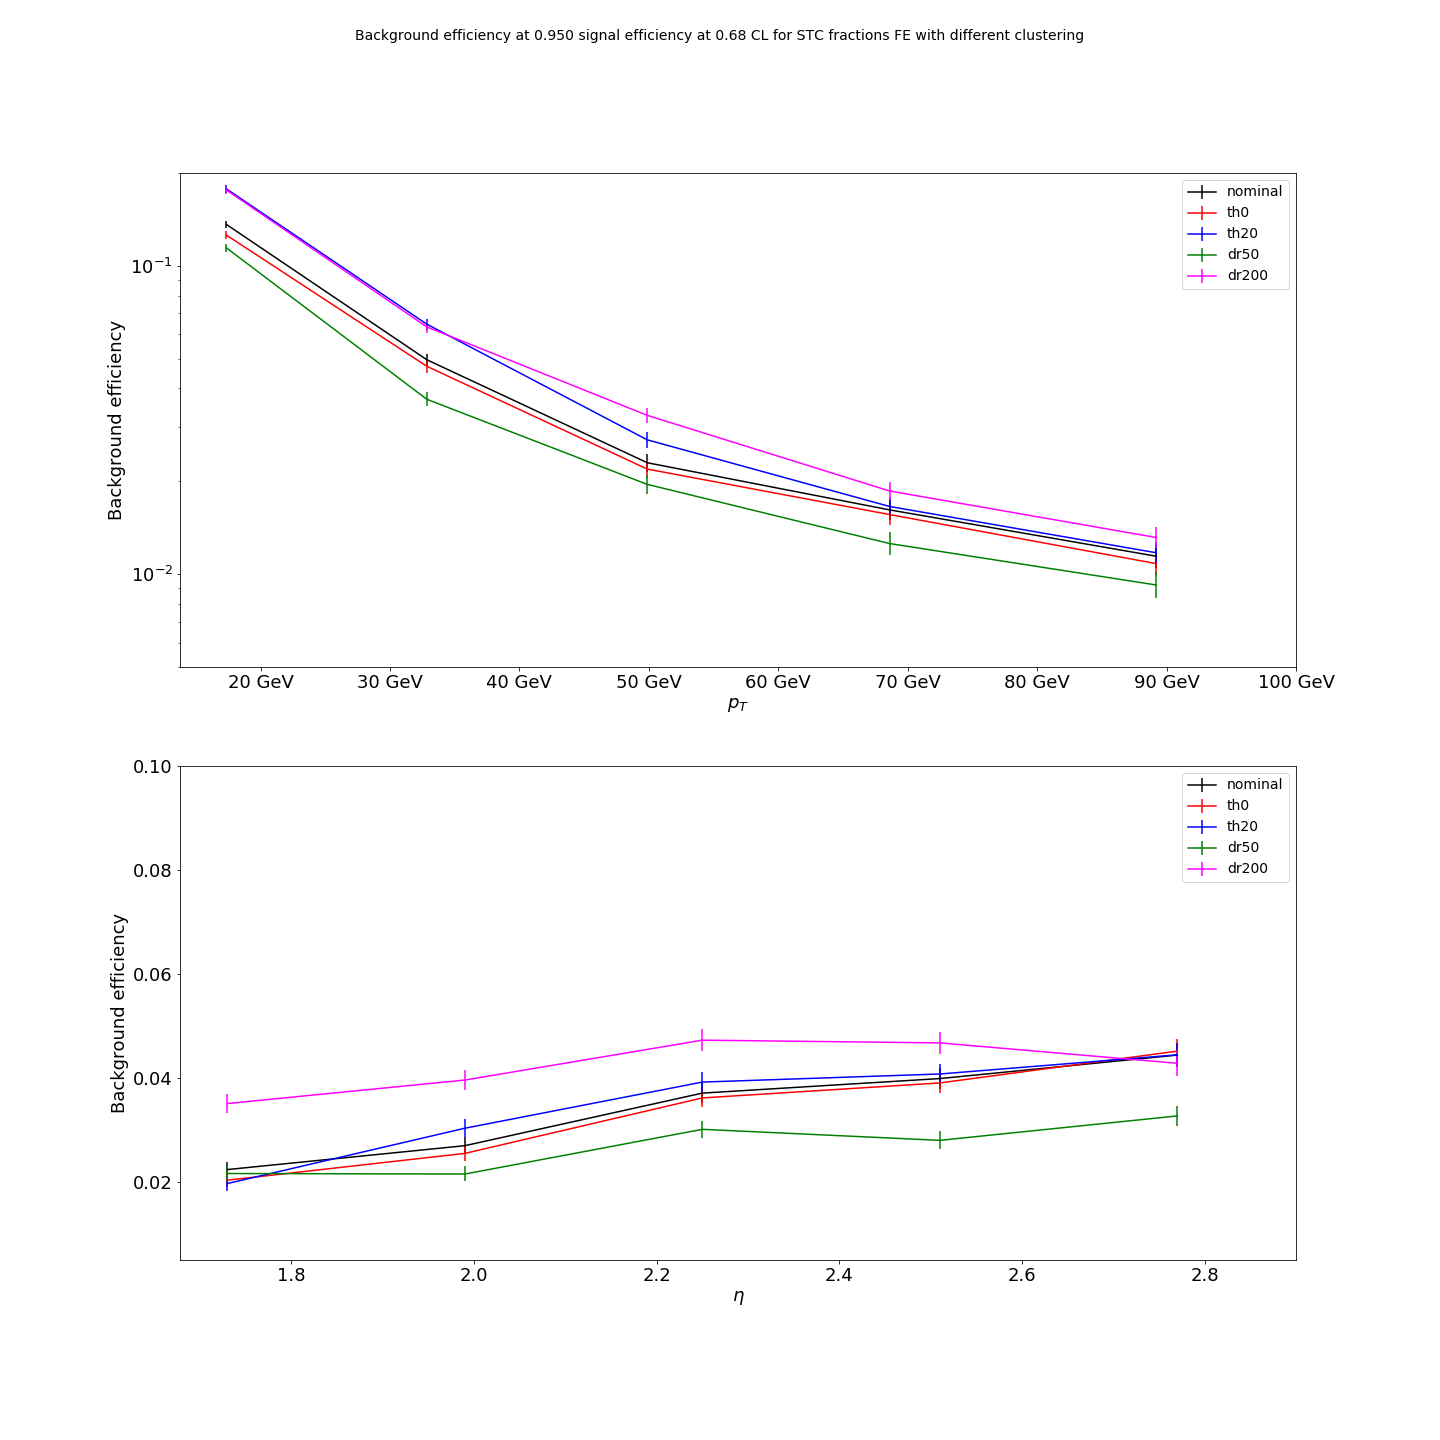 Background efficiency at 0.950 signal efficiency at 0.68 CL for STC fractions FE with different clustering
nominal
th0
th20
dr50
dr200
Background efficiency
10⁻¹
10⁻²
20 GeV 30 GeV 40 GeV 50 GeV 60 GeV 70 GeV 80 GeV 90 GeV 100 GeV
p_T
nominal
th0
th20
dr50
dr200
Background efficiency
0.10
0.08
0.06
0.04
0.02
1.8 2.0 2.2 2.4 2.6 2.8
η